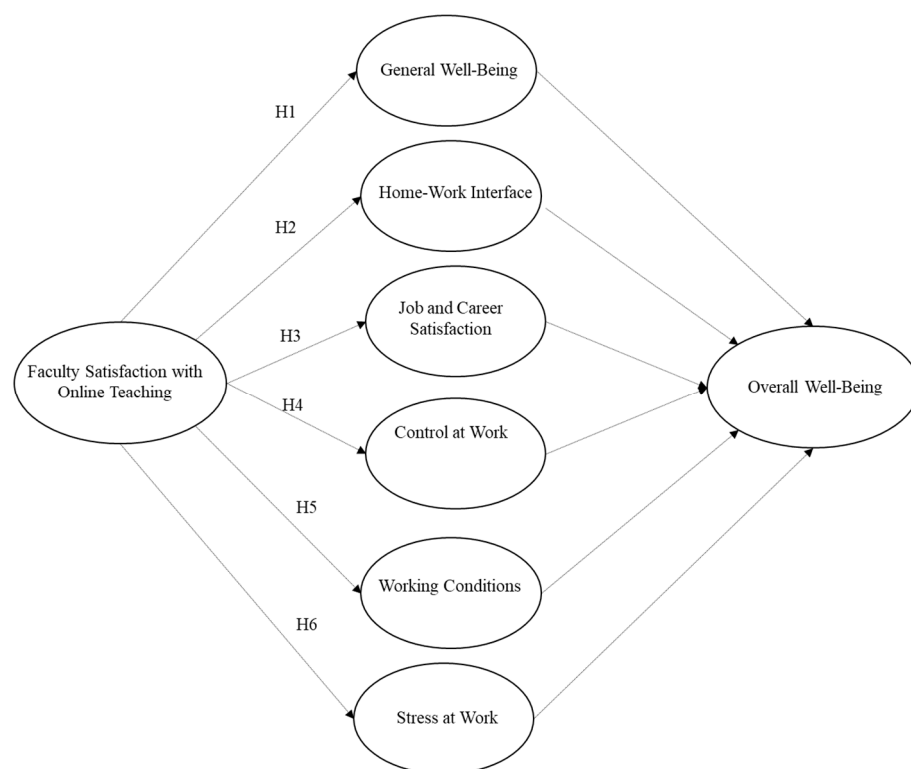 General Well-Being
H1
Home-Work Interface
H2
Job and Career
Satisfaction
H3
Faculty Satisfaction with
Online Teaching
Overall Well-Being
H4
Control at Work
H5
Working Conditions
H6
Stress at Work